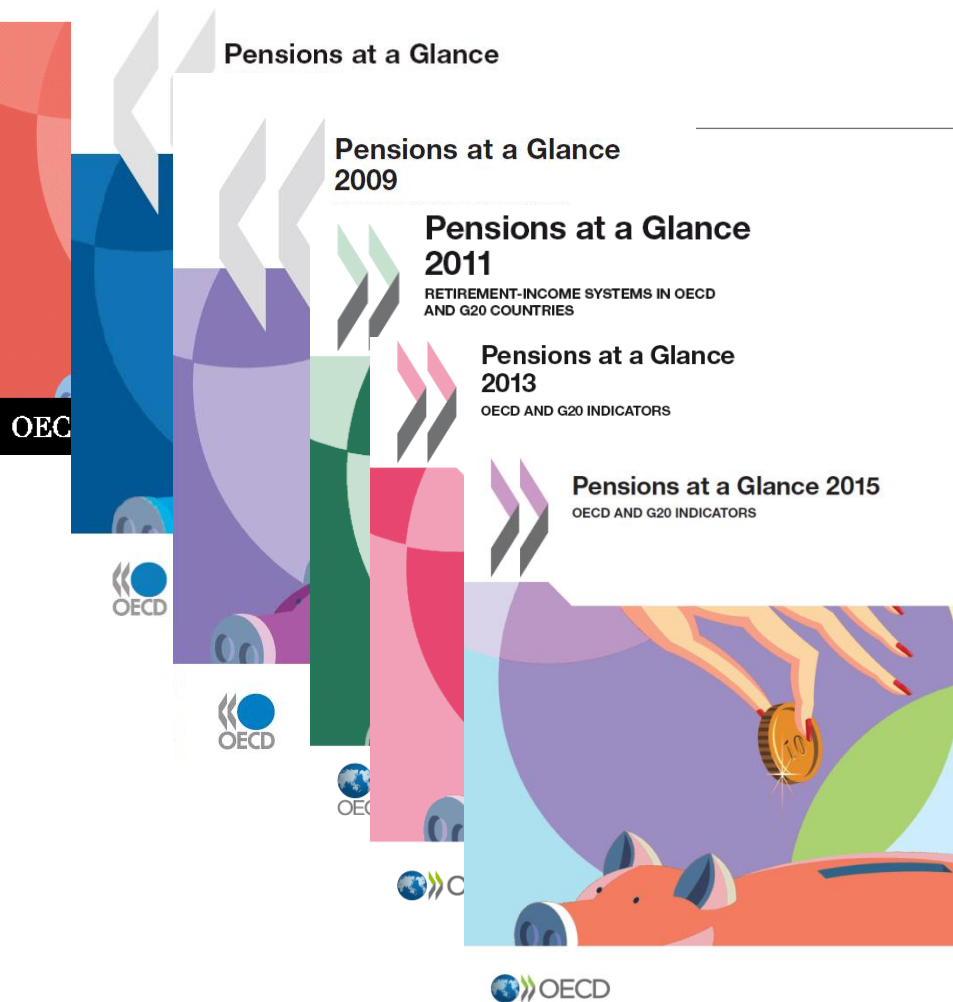 Pensions at a Glance
Pensions at a Glance
2009
Pensions at a Glance
2011
RETIREMENT-INCOME SYSTEMS IN OECD
AND G20 COUNTRIES
Pensions at a Glance
2013
OECD AND G20 INDICATORS
OEC
Pensions at a Glance 2015
OECD AND G20 INDICATORS
OECD
OECD
10
OEC
O
OECD